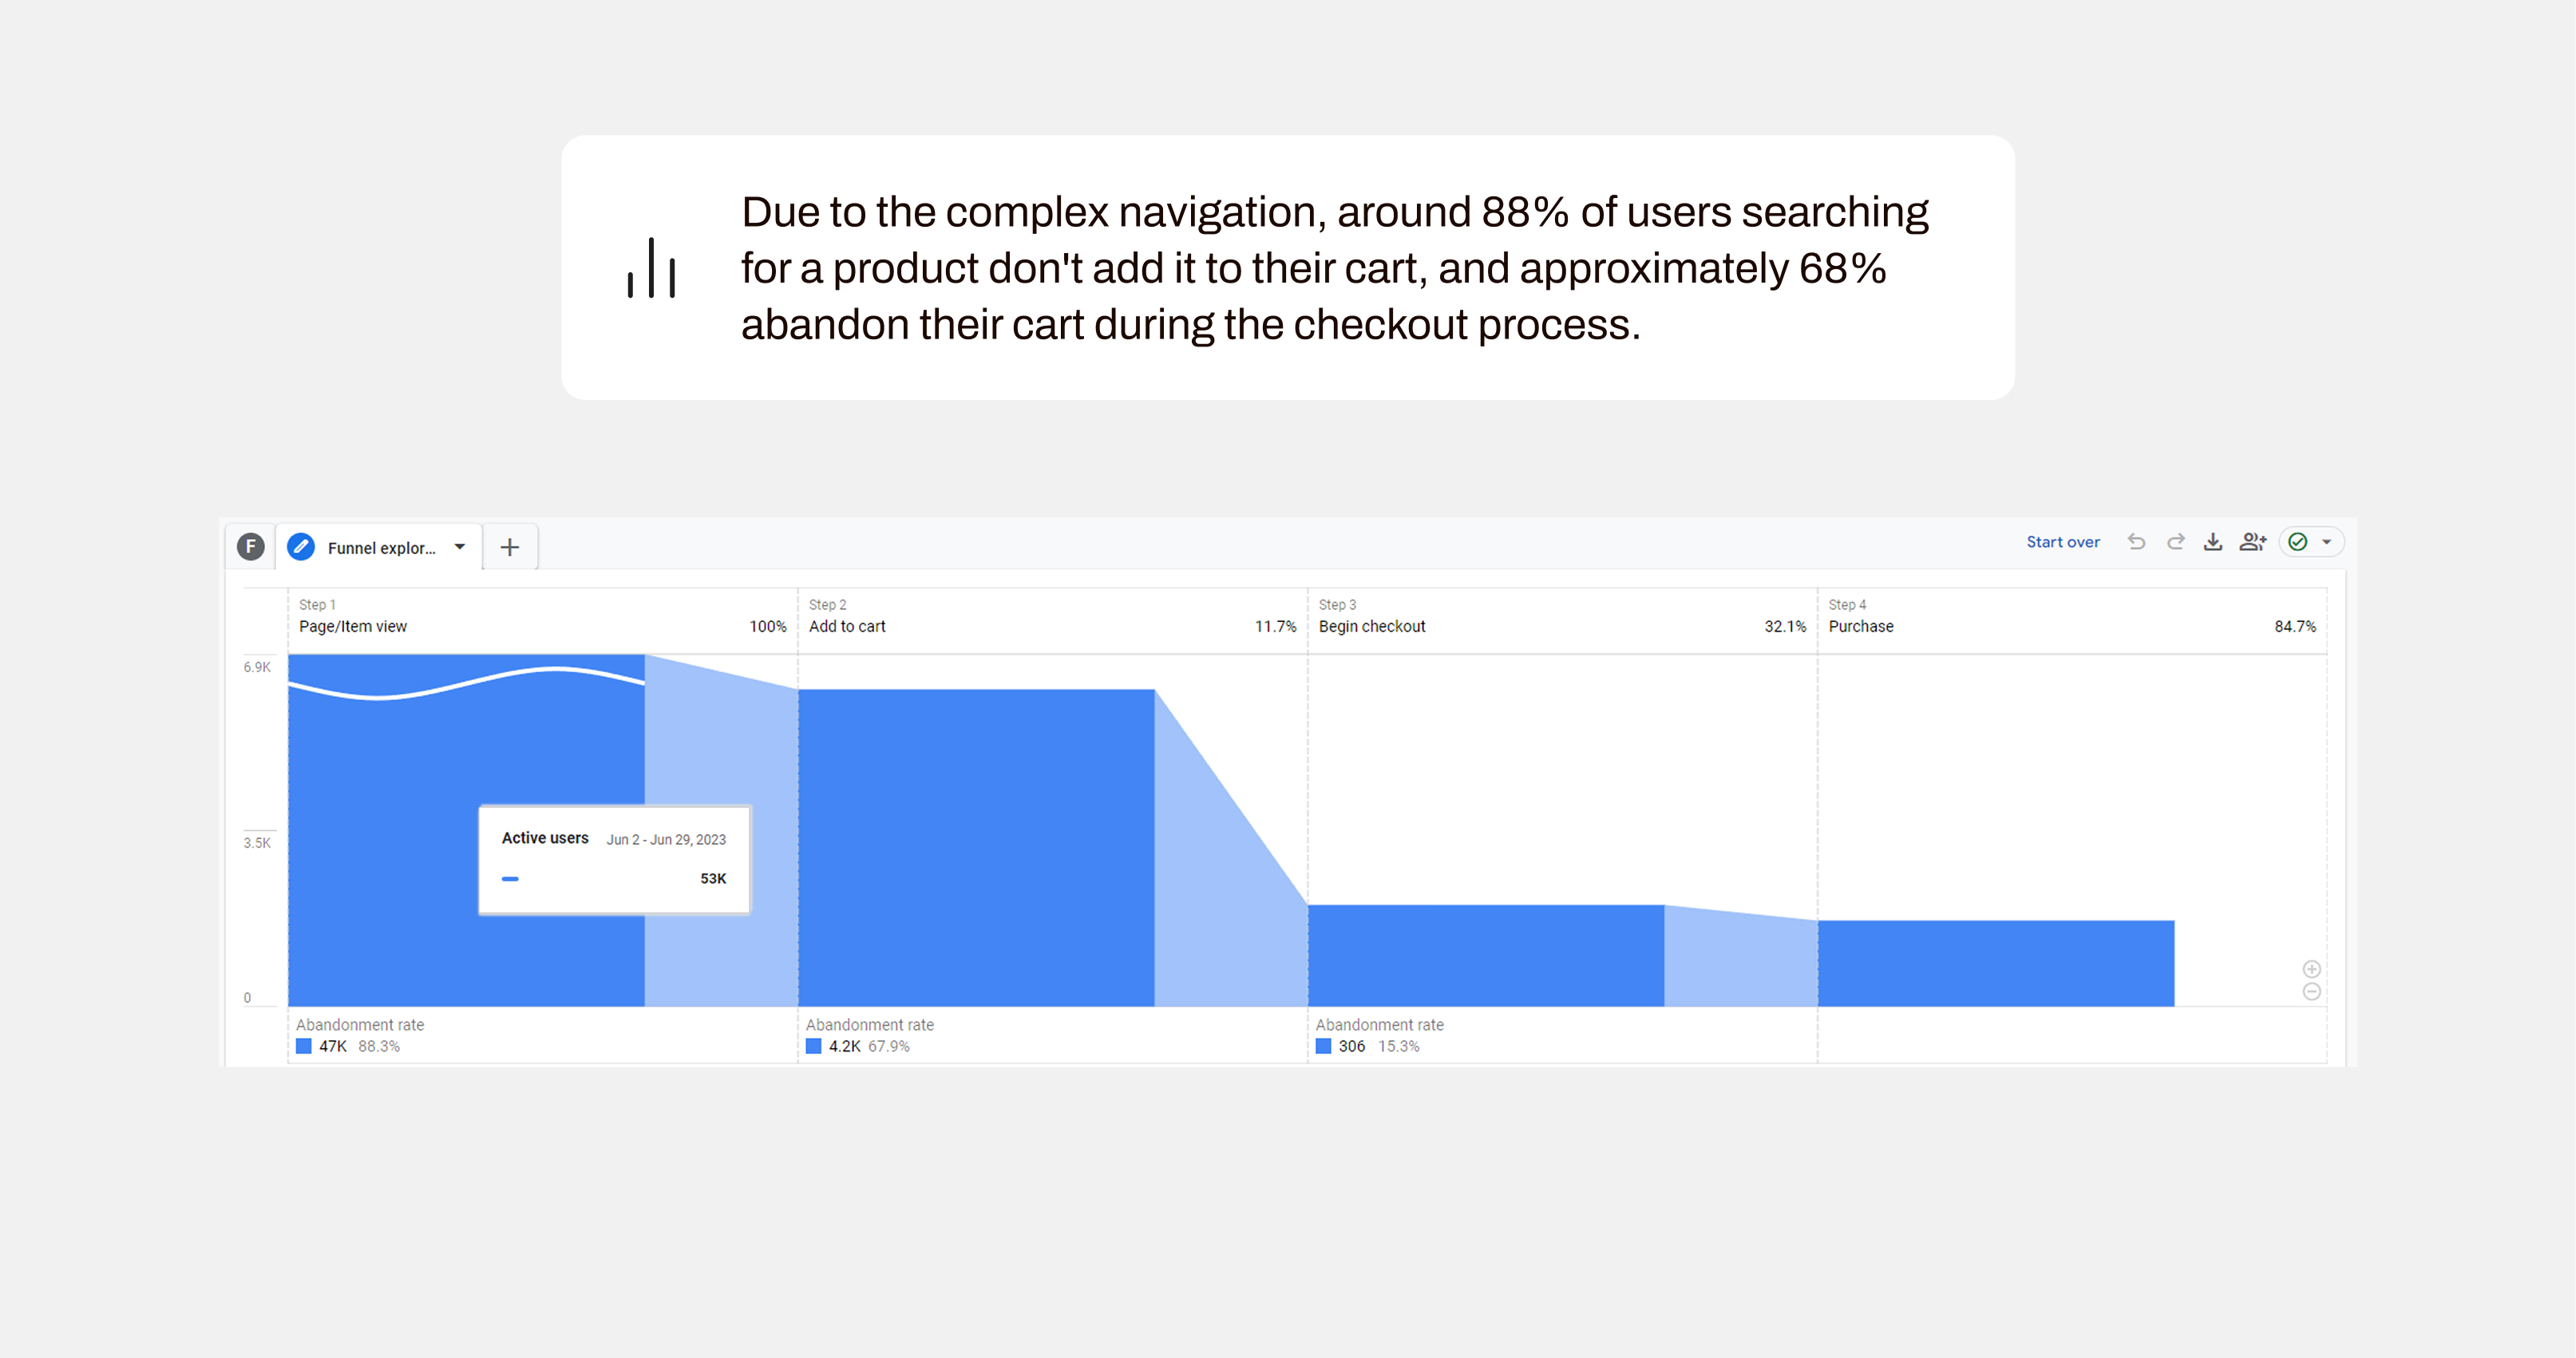 Due to the complex navigation, around 88% of users searching
for a product don't add it to their cart, and approximately 68%
abandon their cart during the checkout process.
F
Funnel explor...
Start over
Step 1
Page/Item view 100%
Step 2
Add to cart 11.7%
Step 3
Begin checkout 32.1%
Step 4
Purchase 84.7%
6.9K
3.5K
0
Active users Jun 2 - Jun 29, 2023
53K
Abandonment rate
47K 88.3%
Abandonment rate
4.2K 67.9%
Abandonment rate
306 15.3%